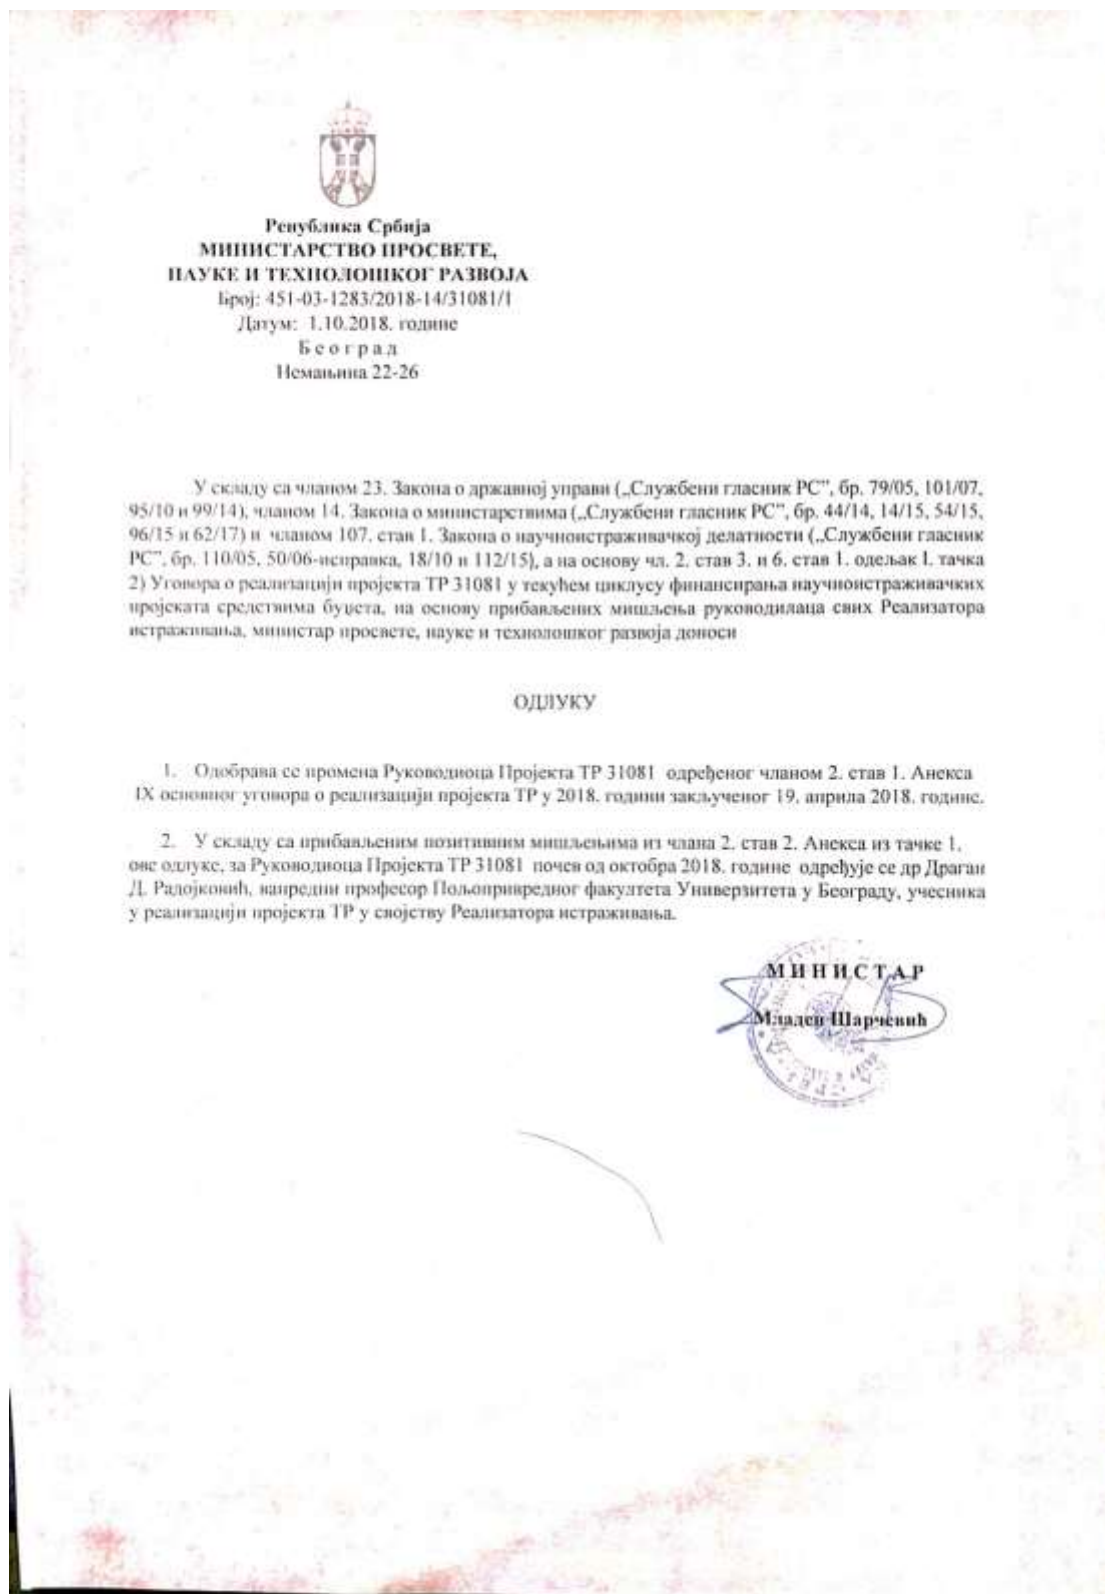 Република Србија
МИНИСТАРСТВО ПРОСВЕТЕ,
НАУКЕ И ТЕХНОЛОШКОГ РАЗВОЈА
Број: 451-03-1283/2018-14/31081/1
Датум: 1.10.2018. године
Б е о г р а д
Немањина 22-26
У складу са чланом 23. Закона о државној управи („Службени гласник РС”, бр. 79/05, 101/07,
95/10 и 99/14), чланом 14. Закона о министарствима („Службени гласник РС”, бр. 44/14, 14/15, 54/15,
96/15 и 62/17) и чланом 107. став 1. Закона о научноистраживачкој делатности („Службени гласник
РС”, бр. 110/05, 50/06-исправка, 18/10 и 112/15), а на основу чл. 2. став 3. и 6. став 1. одељак I. тачка
2) Уговора о реализацији пројекта ТР 31081 у текућем циклусу финансирања научноистраживачких
пројеката средствима буџета, на основу прибављених мишљења руководилаца свих Реализатора
истраживања, министар просвете, науке и технолошког развоја доноси
ОДЛУКУ
1. Одобрава се промена Руководиоца Пројекта ТР 31081 одређеног чланом 2. став 1. Анекса
IX основног уговора о реализацији пројекта ТР у 2018. години закљученог 19. априла 2018. године.
2. У складу са прибављеним позитивним мишљењима из члана 2. став 2. Анекса из тачке 1.
ове одлуке, за Руководиоца Пројекта ТР 31081 почев од октобра 2018. године одређује се др Драган
Д. Радојковић, ванредни професор Пољопривредног факултета Универзитета у Београду, учесника
у реализацији пројекта ТР у својству Реализатора истраживања.
М И Н И С Т А Р
Младен Шарчевић